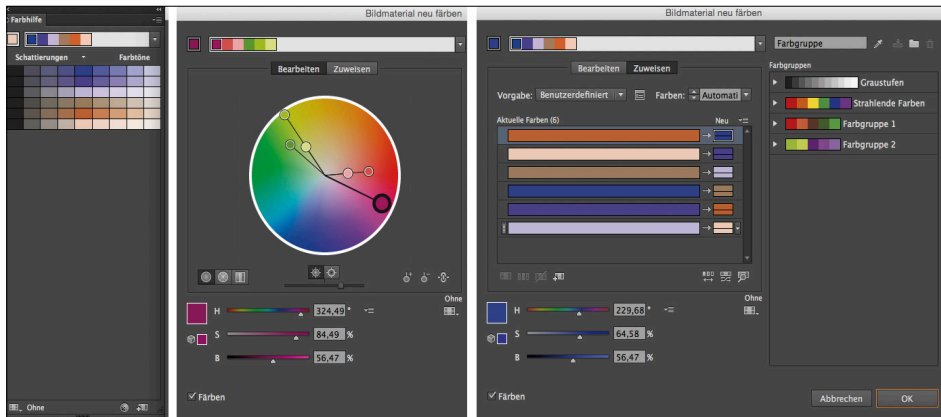 Farbhilfe
Schattierungen
Farbtöne
Ohne
Bildmaterial neu färben
Bearbeiten
Zuweisen
Ohne
H
324,49 °
S
84,49 %
B
56,47 %
Färben
Bildmaterial neu färben
Bearbeiten
Zuweisen
Vorgabe: Benutzerdefiniert
Farben: Automati
Aktuelle Farben (6)
Neu
Ohne
H
229,68 °
S
64,58 %
B
56,47 %
Färben
Farbgruppe
Farbgruppen
Graustufen
Strahlende Farben
Farbgruppe 1
Farbgruppe 2
Abbrechen
OK